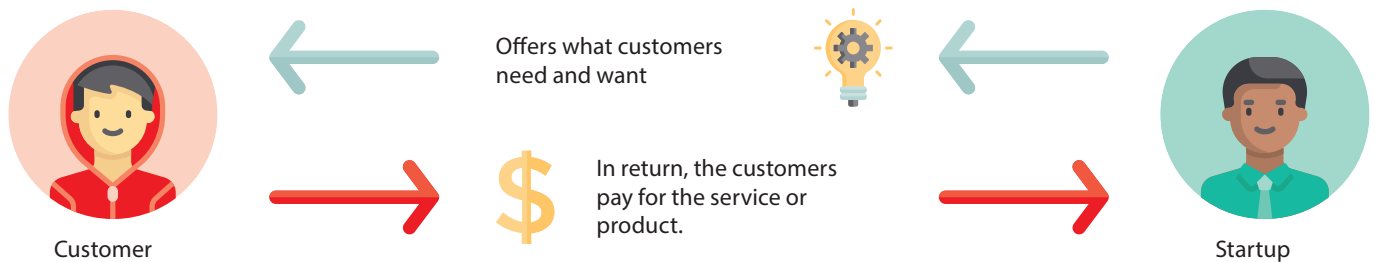 Offers what customers
need and want
In return, the customers
pay for the service or
product.
Customer
Startup